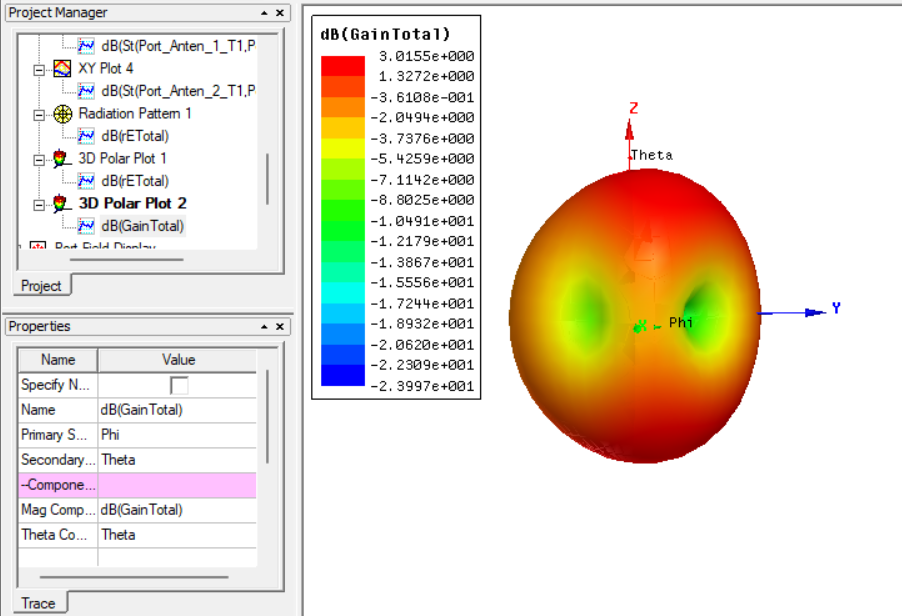 Project Manager
dB(St(Port_Anten_1_T1,P
XY Plot 4
dB(St(Port_Anten_2_T1,P
Radiation Pattern 1
dB(rETotal)
3D Polar Plot 1
dB(rETotal)
3D Polar Plot 2
dB(GainTotal)
Port Field Display
Project
Properties
Name Value
Specify N...
Name dB(GainTotal)
Primary S... Phi
Secondary... Theta
--Compone...
Mag Comp... dB(GainTotal)
Theta Co... Theta
Trace
dB(GainTotal)
3.0155e+000
1.3272e+000
-3.6108e-001
-2.0494e+000
-3.7376e+000
-5.4259e+000
-7.1142e+000
-8.8025e+000
-1.0491e+001
-1.2179e+001
-1.3867e+001
-1.5556e+001
-1.7244e+001
-1.8932e+001
-2.0620e+001
-2.2309e+001
-2.3997e+001
Z
Theta
Y
X
Phi